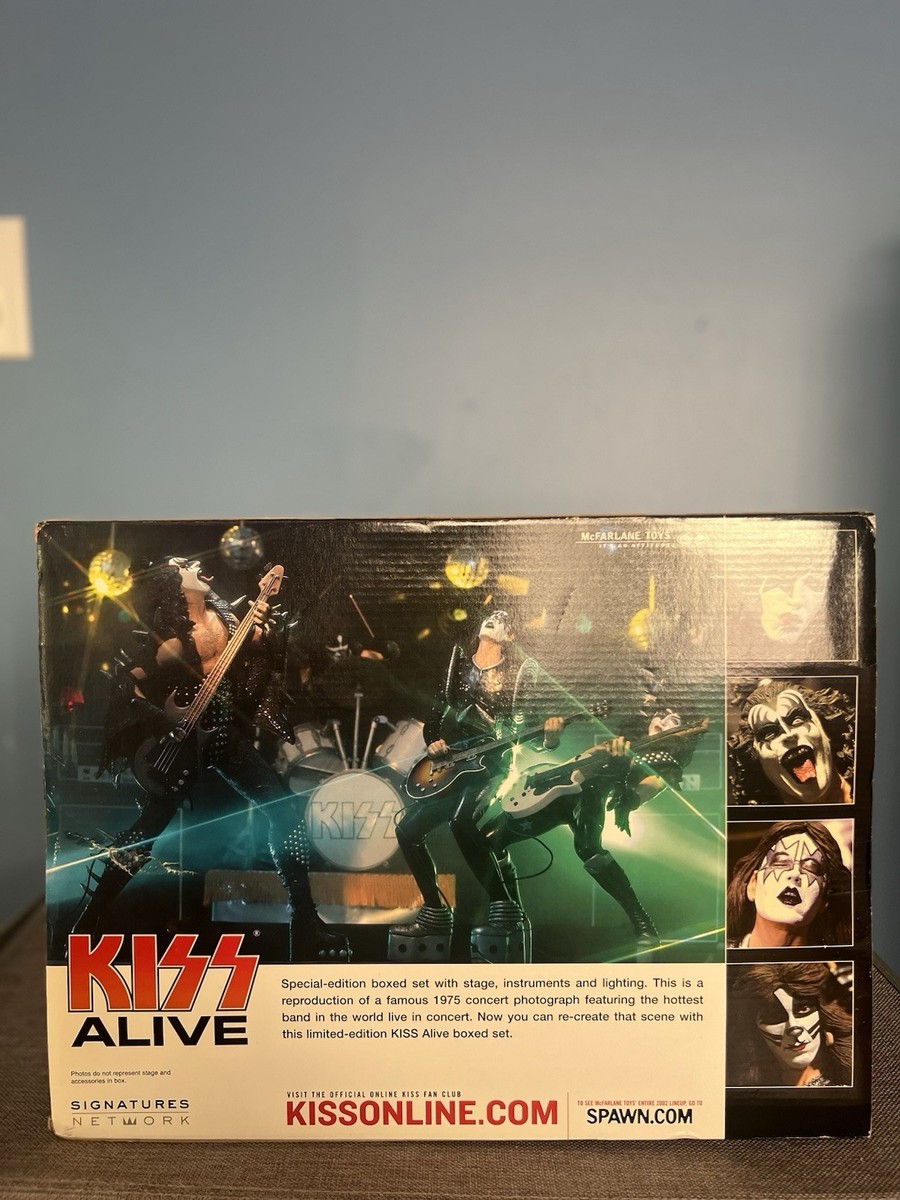 McFARLANE TOYS
KISS
KISS®
ALIVE
Special-edition boxed set with stage, instruments and lighting. This is a
reproduction of a famous 1975 concert photograph featuring the hottest
band in the world live in concert. Now you can re-create that scene with
this limited-edition KISS Alive boxed set.
Photos do not represent stage and
accessories in box.
SIGNATURES
NETWORK
VISIT THE OFFICIAL ONLINE KISS FAN CLUB
KISSONLINE.COM
TO SEE McFARLANE TOYS' ENTIRE 2002 LINEUP, GO TO
SPAWN.COM